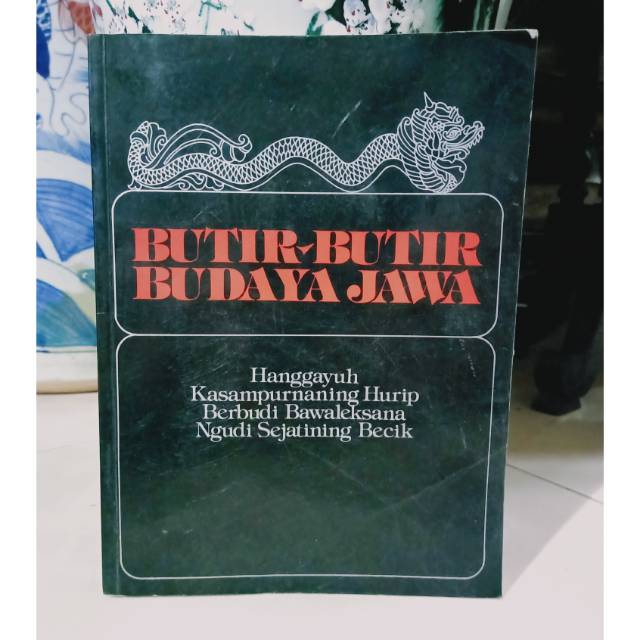 BUTIR-BUTIR
BUDAYA JAWA
Hanggayuh
Kasampurnaning Hurip
Berbudi Bawaleksana
Ngudi Sejatining Becik